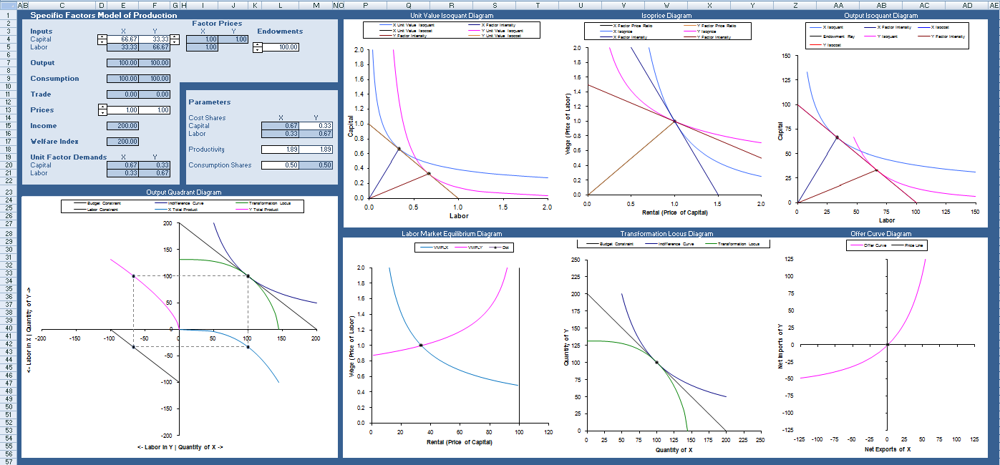 A B C D E F G H I J K L M N O P Q R S T U V W X Y Z AA AB AC AD AE
1 Specific Factors Model of Production Unit Value Isoquant Diagram Isoprice Diagram Output Isoquant Diagram
2 Factor Prices
3 Inputs X Y X Y Endowments
4 Capital 66.67 33.33 1.00 1.00
5 Labor 33.33 66.67 1.00 100.00
6
7 Output 100.00 100.00
8
9 Consumption 100.00 100.00
10
11 Trade 0.00 0.00
12
13 Prices 1.00 1.00
14
15 Income 200.00
16
17 Welfare Index 200.00
18
19 Unit Factor Demands X Y
20 Capital 0.67 0.33
21 Labor 0.33 0.67
22
Parameters
Cost Shares X Y
Capital 0.67 0.33
Labor 0.33 0.67
Productivity 1.89 1.89
Consumption Shares 0.50 0.50
X Unit Value Isoquant X Factor Intensity
X Unit Value Isocost Y Unit Value Isoquant
Y Factor Intensity Y Unit Value Isocost
2.0
1.8
1.6
1.4
1.2
1.0
0.8
0.6
0.4
0.2
0.0
Capital
0.0 0.5 1.0 1.5 2.0
Labor
X Factor Price Ratio Y Factor Price Ratio
X Isoprice Y Isoprice
X Factor Intensity Y Factor Intensity
2.0
1.8
1.6
1.4
1.2
1.0
0.8
0.6
0.4
0.2
0.0
Wage (Price of Labor)
0.0 0.5 1.0 1.5 2.0
Rental (Price of Capital)
X Isoquant X Factor Intensity X Isocost
Endowment Ray Y Isoquant Y Factor Intensity
Y Isocost
150
125
100
75
50
25
0
Capital
0 25 50 75 100 125 150
Labor
23 Output Quadrant Diagram
24
25
26
27
28
29
30
31
32
33
34
35
36
37
38
39
40
41
42
43
44
45
46
47
48
49
50
51
52
53
54
55
56
57
Budget Constraint Indifference Curve Transformation Locus
Labor Constraint X Total Product Y Total Product
200
150
100
50
0
-50
-100
-150
-200
-200 -150 -100 -50 0 50 100 150 200
<- Labor in X | Quantity of Y ->
<- Labor in Y | Quantity of X ->
Labor Market Equilibrium Diagram Transformation Locus Diagram Offer Curve Diagram
VMPLX VMPLY Dot
2.0
1.8
1.6
1.4
1.2
1.0
0.8
0.6
0.4
0.2
0.0
Wage (Price of Labor)
0 20 40 60 80 100 120
Rental (Price of Capital)
Budget Constraint Indifference Curve Transformation Locus
250
225
200
175
150
125
100
75
50
25
0
Quantity of Y
0 25 50 75 100 125 150 175 200 225 250
Quantity of X
Offer Curve Price Line
125
100
75
50
25
0
-25
-50
-75
-100
-125
Net Imports of Y
-125 -100 -75 -50 -25 0 25 50 75 100 125
Net Exports of X